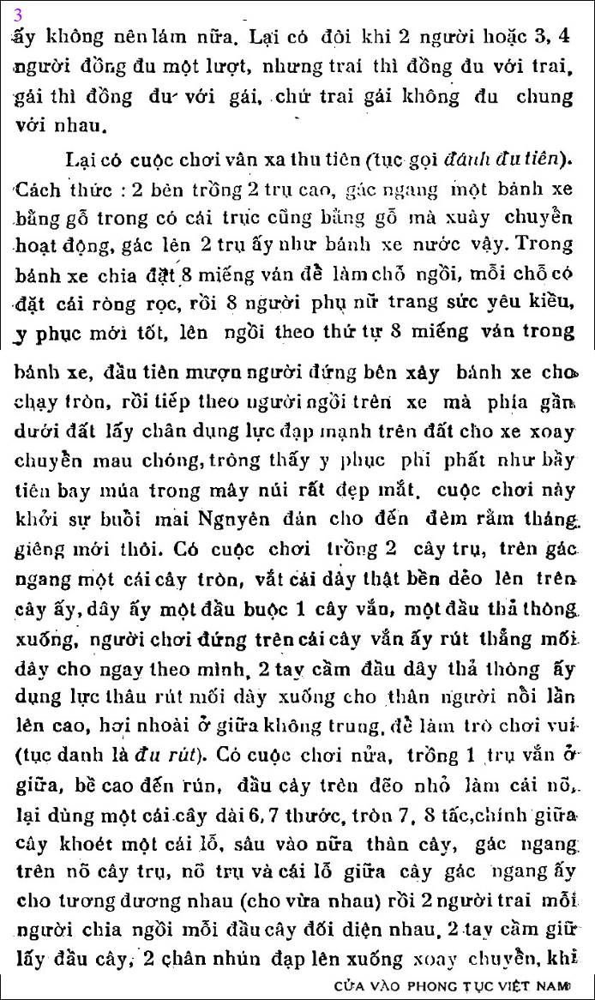 3
ấy không nên lám nữa. Lại có đôi khi 2 người hoặc 3, 4
người đồng đu một lượt, nhưng trai thì đồng đu với trai,
gái thì đồng đu với gái, chứ trai gái không đu chung
với nhau.
Lại có cuộc chơi vân xa thu tiên (tục gọi đánh đu tiên).
Cách thức : 2 bên trồng 2 trụ cao, gác ngang một bánh xe
bằng gỗ trong có cái trục cũng bằng gỗ mà xuây chuyển
hoạt động, gác lên 2 trụ ấy như bánh xe nước vậy. Trong
bánh xe chia đặt 8 miếng ván để làm chỗ ngồi, mỗi chỗ có
đặt cái ròng rọc, rồi 8 người phụ nữ trang sức yêu kiều,
y phục mới tốt, lên ngồi theo thứ tự 8 miếng ván trong
bánh xe, đầu tiên mượn người đứng bên xây bánh xe cho
chạy tròn, rồi tiếp theo người ngồi trên xe mà phía gần
dưới đất lấy chân dụng lực đạp mạnh trên đất cho xe xoay
chuyển mau chóng, trông thấy y phục phi phất như bầy
tiên bay múa trong mây núi rất đẹp mắt, cuộc chơi này
khởi sự buổi mai Ngnyên đán cho đến đêm rằm tháng
giêng mới thôi. Có cuộc chơi trồng 2 cây trụ, trên gác
ngang một cái cây tròn, vắt cái dây thật bền dẻo lên trên
cây ấy, dây ấy một đầu buộc 1 cây vắn, một đầu thả thòng
xuống, người chơi đứng trên cái cây vắn ấy rút thẳng mối
dây cho ngay theo mình, 2 tay cầm đầu dây thả thòng ấy
dụng lực thâu rút mối dây xuống cho thân người nổi lần
lên cao, hơi nhoài ở giữa không trung, để làm trò chơi vui
(tục danh là đu rút). Có cuộc chơi nửa, trồng 1 trụ vắn ở
giữa, bề cao đến rún, đầu cây trên đẽo nhỏ làm cái nõ,
lại dùng một cái cây dài 6, 7 thước, tròn 7, 8 tấc, chính giữa
cây khoét một cái lỗ, sâu vào nữa thân cây, gác ngang
trên nõ cây trụ, nõ trụ và cái lỗ giữa cây gác ngang ấy
cho tương đương nhau (cho vừa nhau) rồi 2 người trai mỗi
người chia ngồi mỗi đầu cây đối diện nhau, 2 tay cầm giữ
lấy đầu cây, 2 chân nhún đạp lên xuống xoay chuyển, khi
CỬA VÀO PHONG TỤC VIỆT NAM